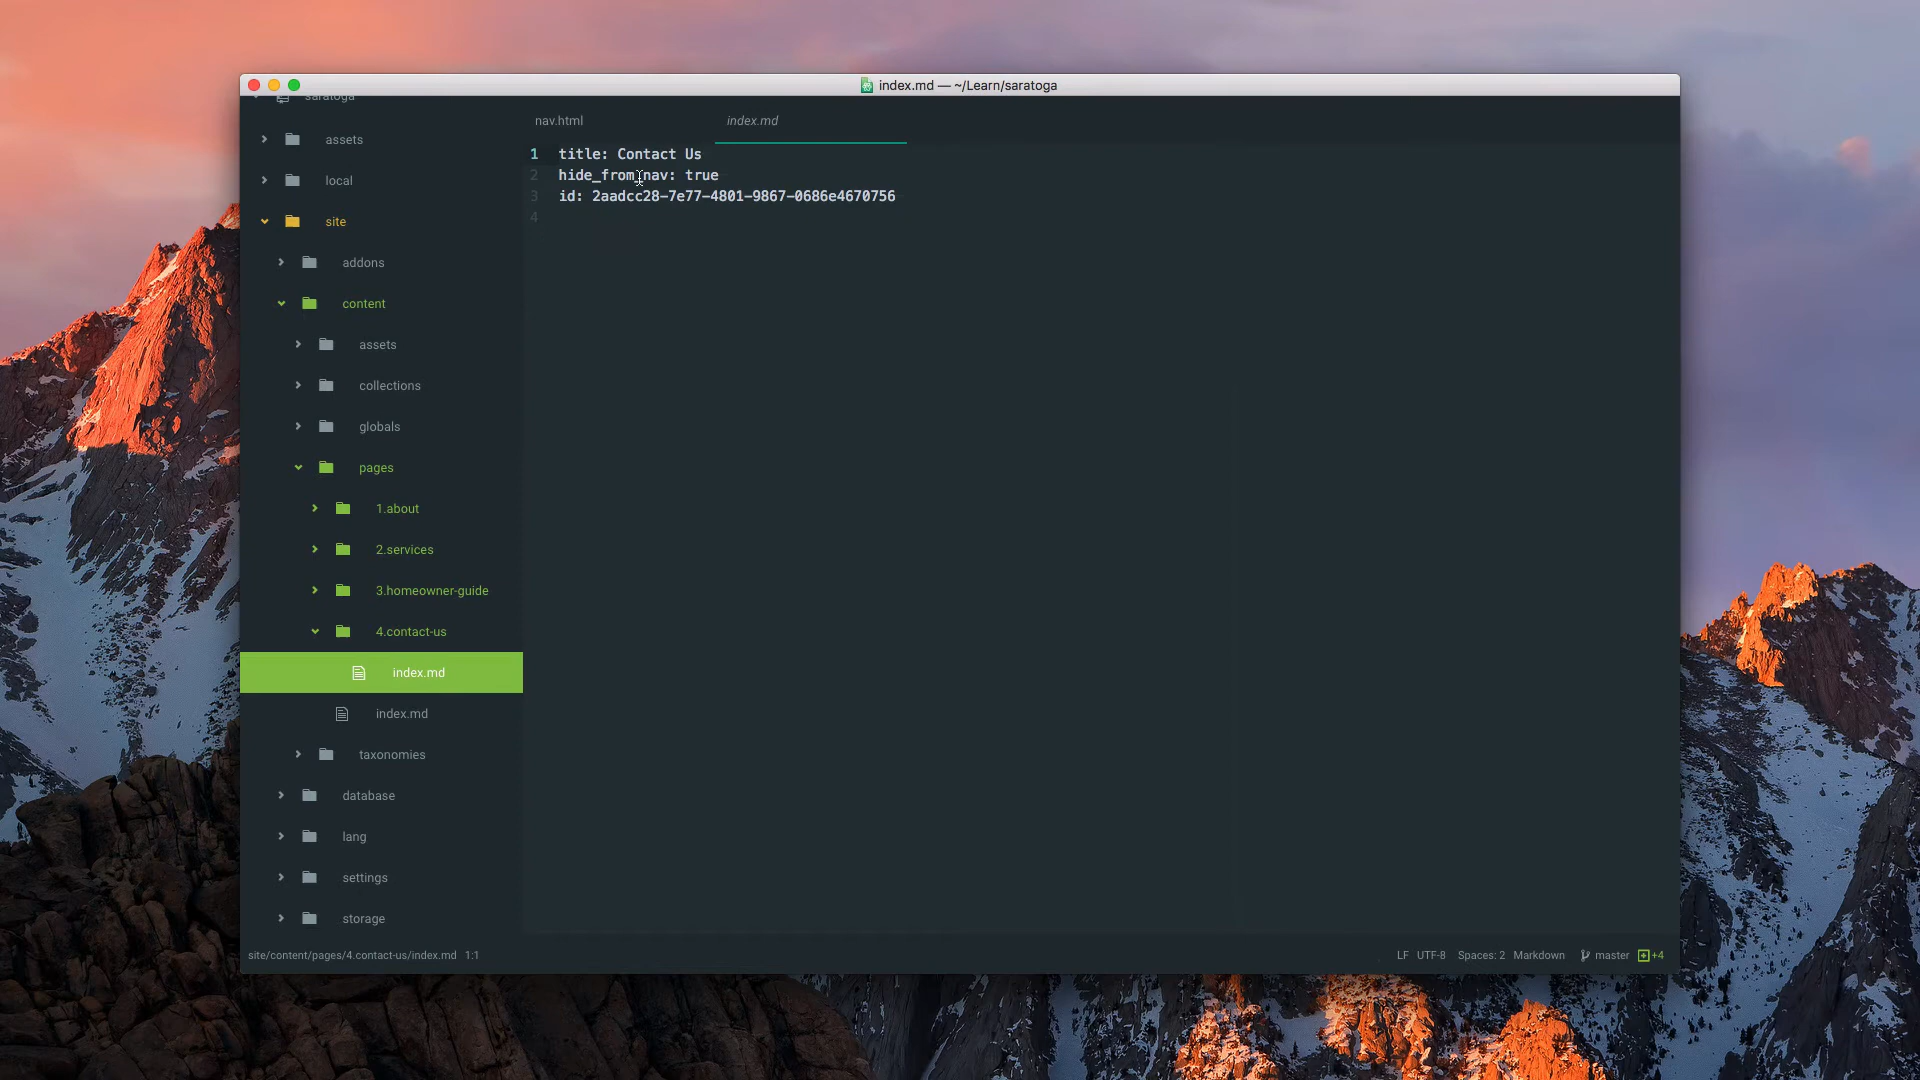 index.md — ~/Learn/saratoga
saratoga
assets
local
site
addons
content
assets
collections
globals
pages
1.about
2.services
3.homeowner-guide
4.contact-us
index.md
index.md
taxonomies
database
lang
settings
storage
nav.html
index.md
1 title: Contact Us
2 hide_from_nav: true
3 id: 2aadcc28-7e77-4801-9867-0686e4670756
4
site/content/pages/4.contact-us/index.md 1:1
LF UTF-8 Spaces: 2 Markdown master +4